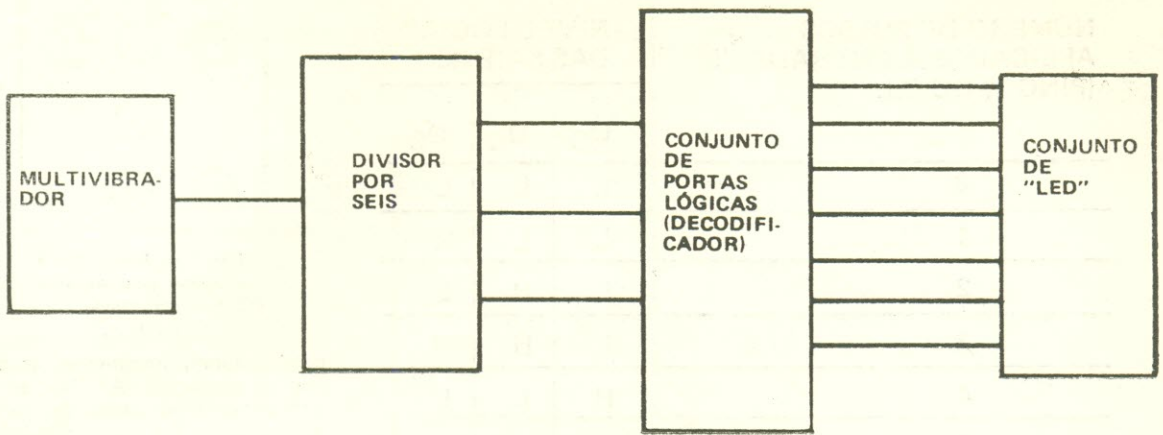 MULTIVIBRA-
DOR
DIVISOR
POR
SEIS
CONJUNTO
DE
PORTAS
LÓGICAS
(DECODIFI-
CADOR)
CONJUNTO
DE
"LED"